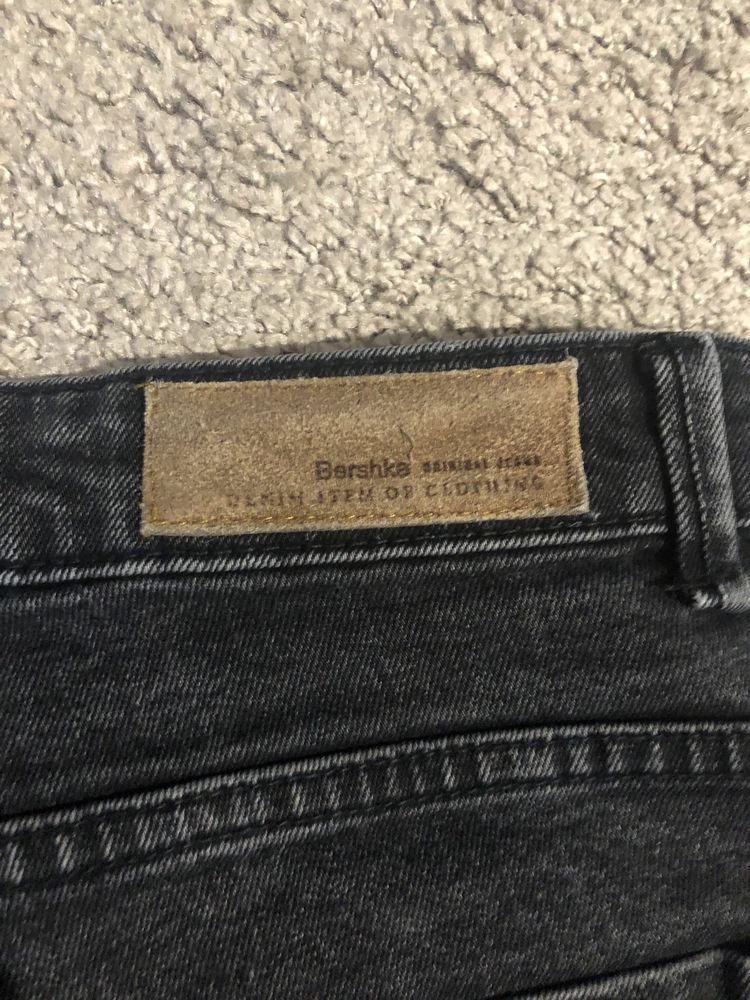 Bershka ORIGINAL JEANS
DENIM ITEM OF CLOTHING